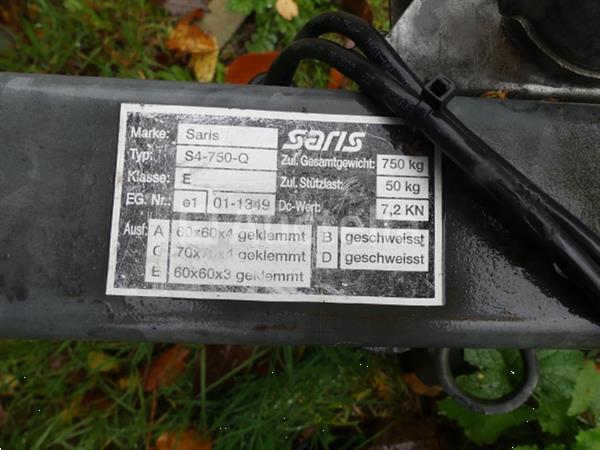 Marke: Saris saris
Typ: S4-750-Q Zul. Gesamtgewicht: 750 kg
Klasse: E Zul. Stützlast: 50 kg
EG. Nr.: e1 01-1349 Dc-Wert: 7,2 KN
Ausf: A 60x60x4 geklemmt B geschweisst
C 70x70x4 geklemmt D geschweisst
E 60x60x3 geklemmt